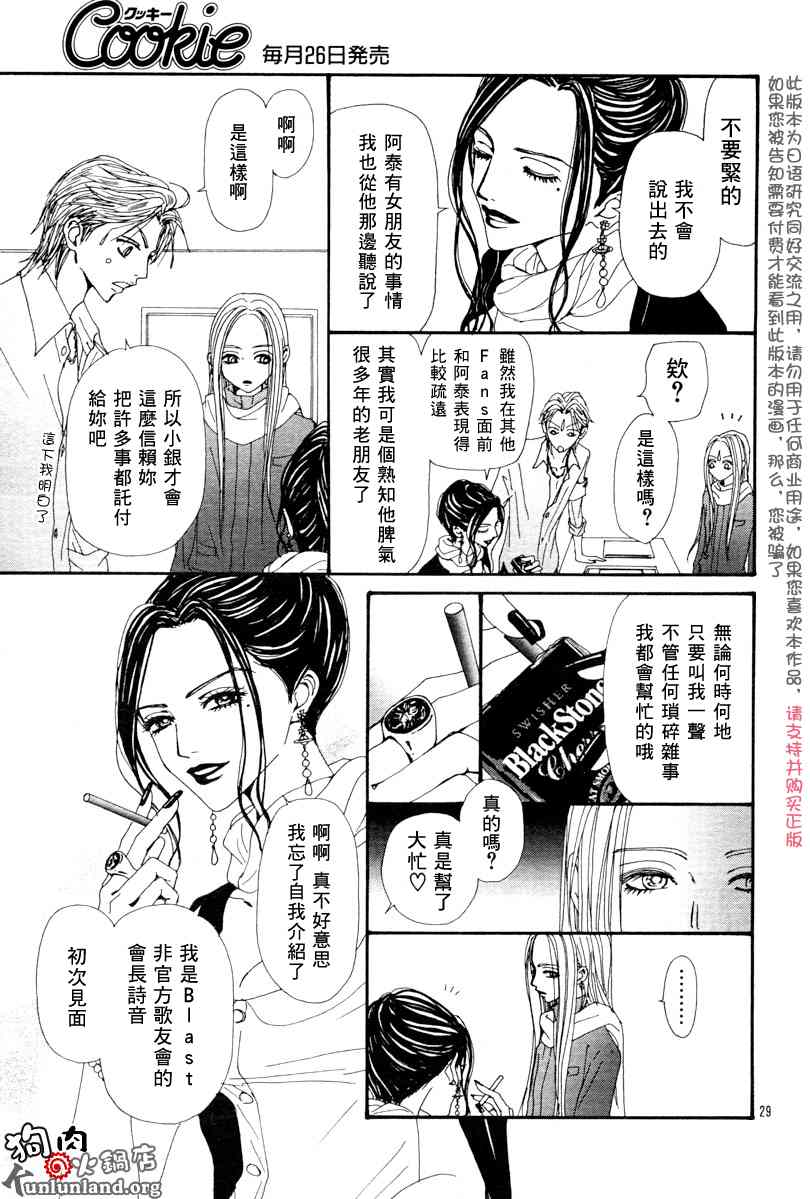 クッキー
Cookie
毎月26日発売
不要緊的
我不會
說出去的
阿泰有女朋友的事情
我也從他那邊聽說了
啊啊
是這樣啊
所以小銀才會
這麼信賴妳
把許多事都託付
給妳吧
這下我明白了
欸?
是這樣嗎?
雖然我在其他
Fans面前
和阿泰表現得
比較疏遠
其實我可是個熟知他脾氣
很多年的老朋友了
無論何時何地
只要叫我一聲
不管任何瑣碎雜事
我都會幫忙的哦
SWISHER
BlackStone
Cherry
真的嗎?
真是幫了
大忙♡
......
啊啊 真不好意思
我忘了自我介紹了
我是Blast
非官方歌友會的
會長詩音
初次見面
29
此版本为日语研究同好交流之用，请勿用于任何商业用途，如果您喜欢本作品，请支持并购买正版
如果您被告知需要付费才能看到此版本的漫画，那么，您被骗了
狗肉
火鍋店
Kunlunland.org